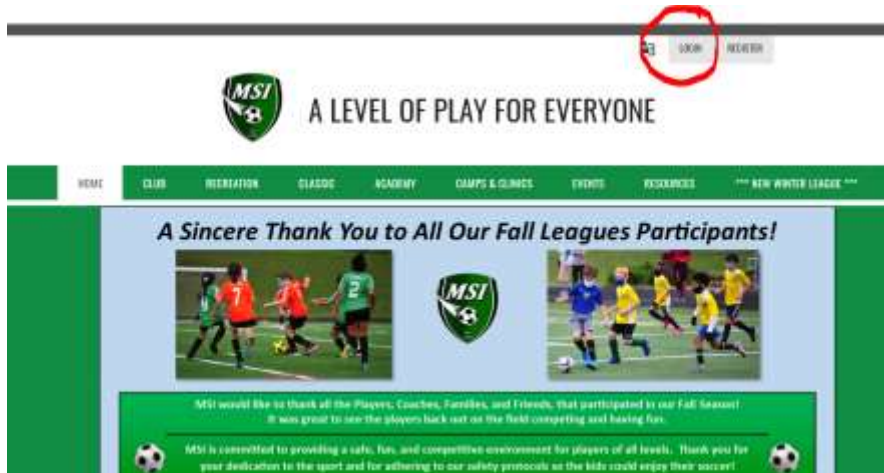 LOGIN
REGISTER
MSI
A LEVEL OF PLAY FOR EVERYONE
HOME
CLUB
RECREATION
CLASSIC
ACADEMY
CAMPS & CLINICS
EVENTS
RESOURCES
*** NEW WINTER LEAGUE ***
A Sincere Thank You to All Our Fall Leagues Participants!
7
2
MSI
MSI would like to thank all the Players, Coaches, Families, and Friends, that participated in our Fall Season!
It was great to see the players back out on the field competing and having fun.
MSI is committed to providing a safe, fun, and competitive environment for players of all levels. Thank you for
your dedication to the sport and for adhering to our safety protocols so the kids could enjoy their soccer!